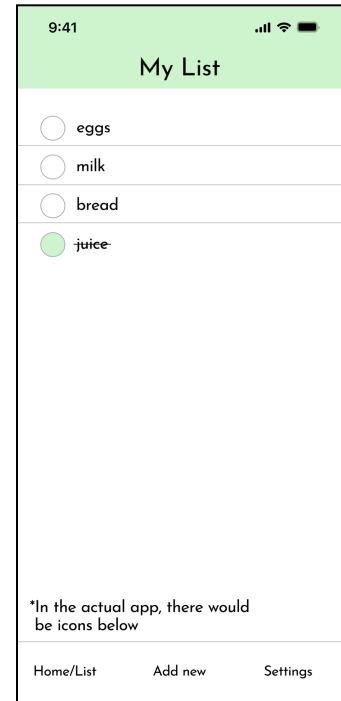 9:41
My List
eggs
milk
bread
juice
*In the actual app, there would
be icons below
Home/List Add new Settings